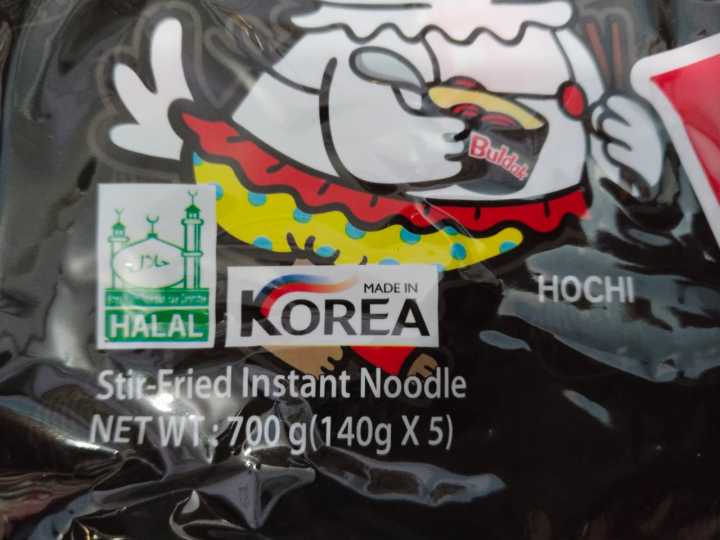 Buldak
حلال
HALAL
MADE IN
KOREA
HOCHI
Stir-Fried Instant Noodle
NET WT : 700 g(140g X 5)